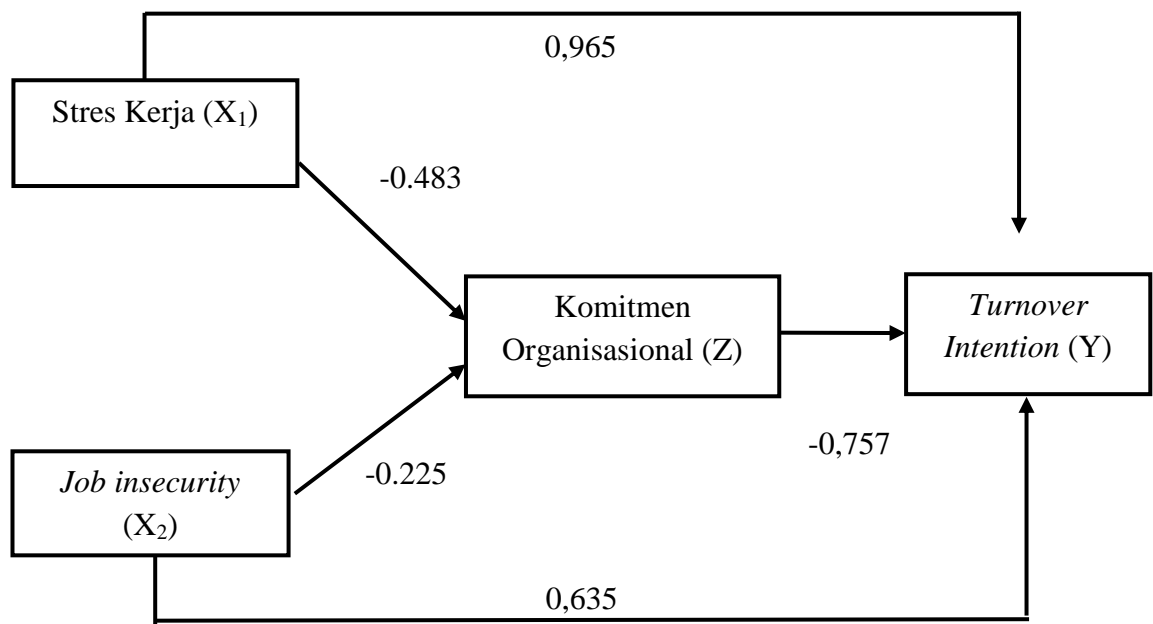 0,965
Stres Kerja (X₁)
-0.483
Komitmen
Organisasional (Z)
Turnover
Intention (Y)
-0,757
Job insecurity
(X₂)
-0.225
0,635